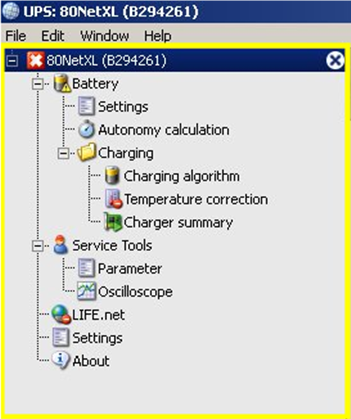 UPS: 80NetXL (B294261)
File Edit Window Help
80NetXL (B294261)
Battery
Settings
Autonomy calculation
Charging
Charging algorithm
Temperature correction
Charger summary
Service Tools
Parameter
Oscilloscope
LIFE.net
Settings
About